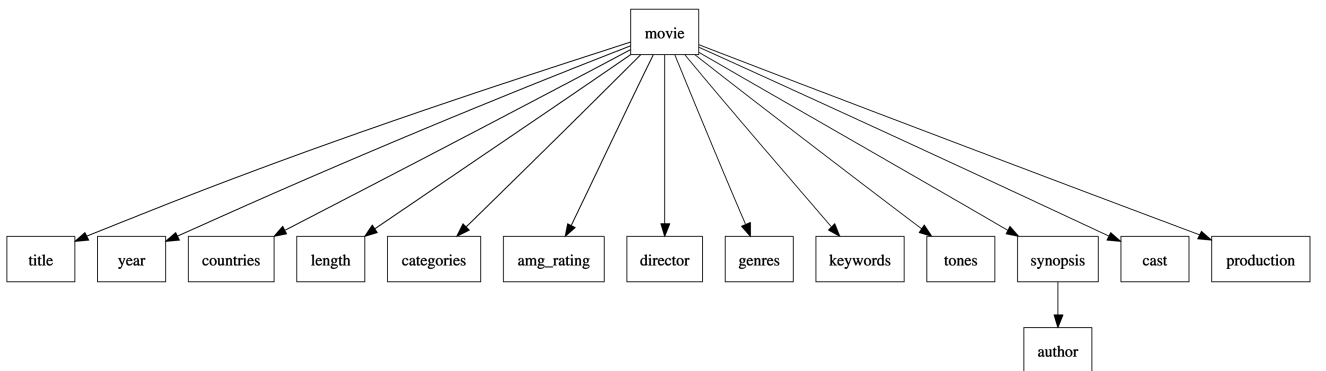 movie
title year countries length categories amg_rating director genres keywords tones synopsis cast production
author